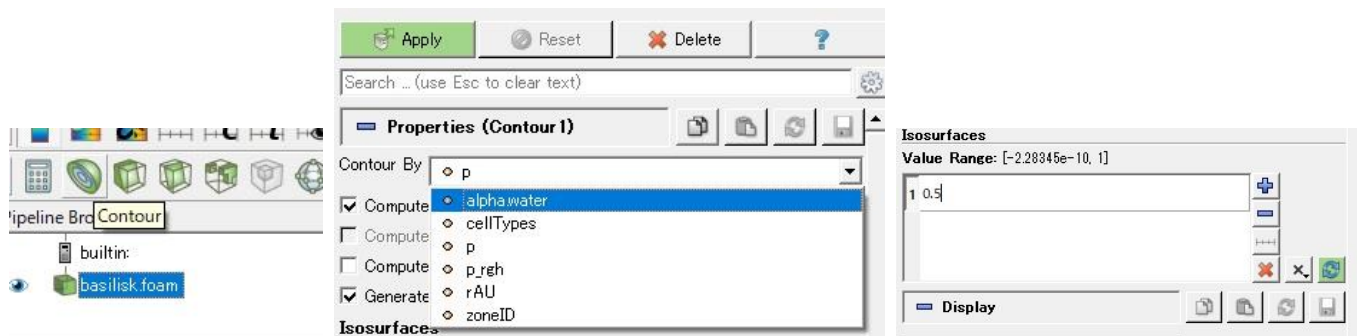 Contour
builtin:
basilisk.foam
Apply
Reset
Delete
?
Search ... (use Esc to clear text)
Properties (Contour1)
Contour By
p
alpha.water
Compute
cellTypes
Compute
p
Compute
p_rgh
Generate
rAU
zoneID
Isosurfaces
Isosurfaces
Value Range: [-2.28345e-10, 1]
1 0.5
Display